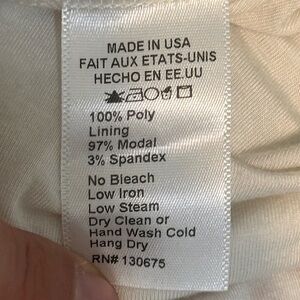 MADE IN USA
FAIT AUX ETATS-UNIS
HECHO EN EE.UU
100% Poly
Lining
97% Modal
3% Spandex
No Bleach
Low Iron
Low Steam
Dry Clean or
Hand Wash Cold
Hang Dry
RN# 130675